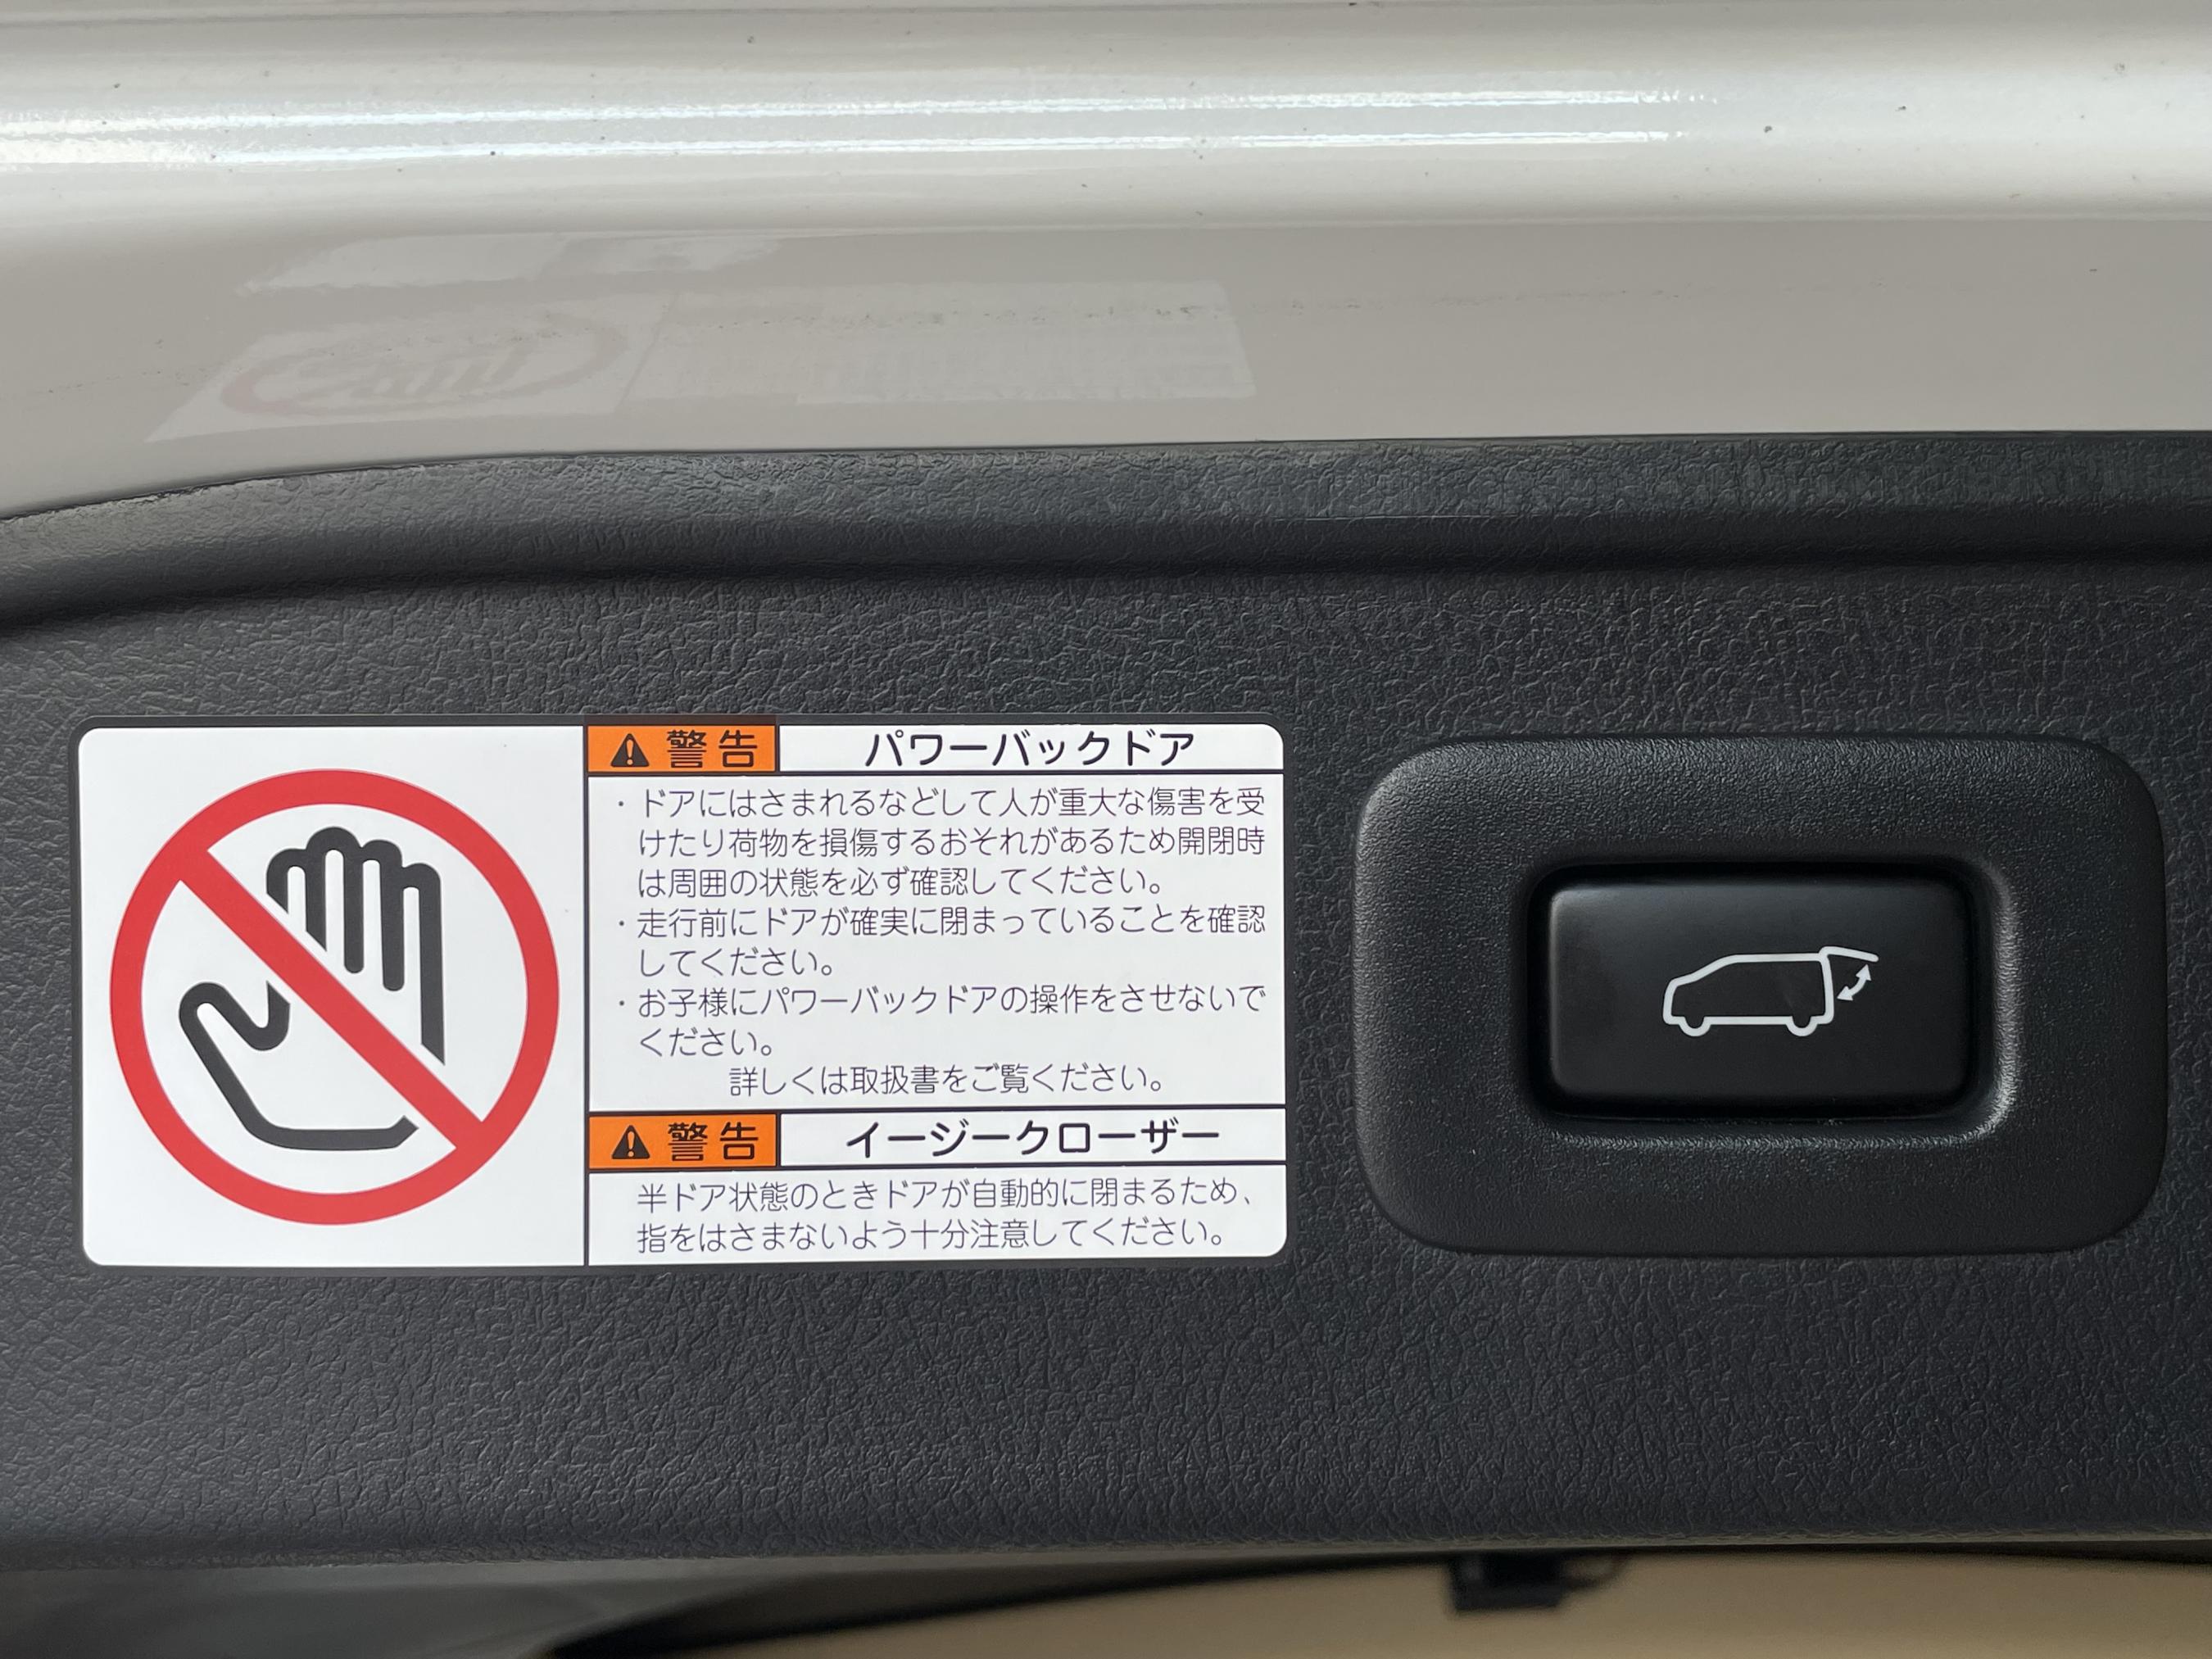 警告 パワーバックドア
・ドアにはさまれるなどして人が重大な傷害を受
けたり荷物を損傷するおそれがあるため開閉時
は周囲の状態を必ず確認してください。
・走行前にドアが確実に閉まっていることを確認
してください。
・お子様にパワーバックドアの操作をさせないで
ください。
詳しくは取扱書をご覧ください。
警告 イージークローザー
半ドア状態のときドアが自動的に閉まるため、
指をはさまないよう十分注意してください。